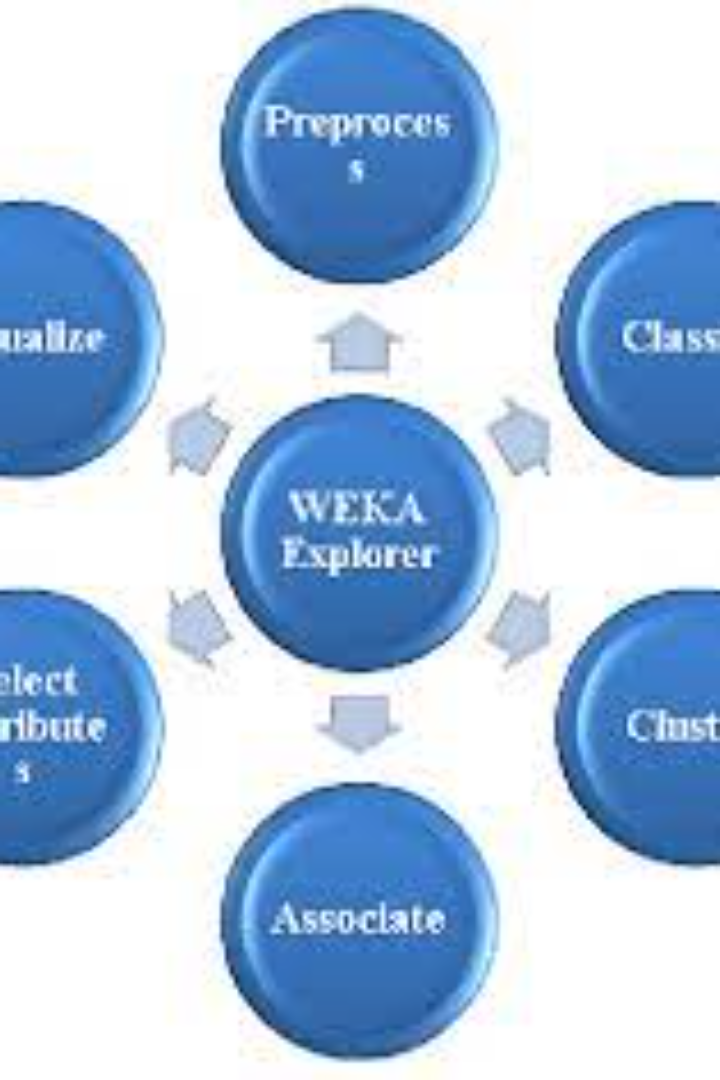 Preproces
s
ualize
Class
WEKA
Explorer
elect
ribute
s
Clust
Associate